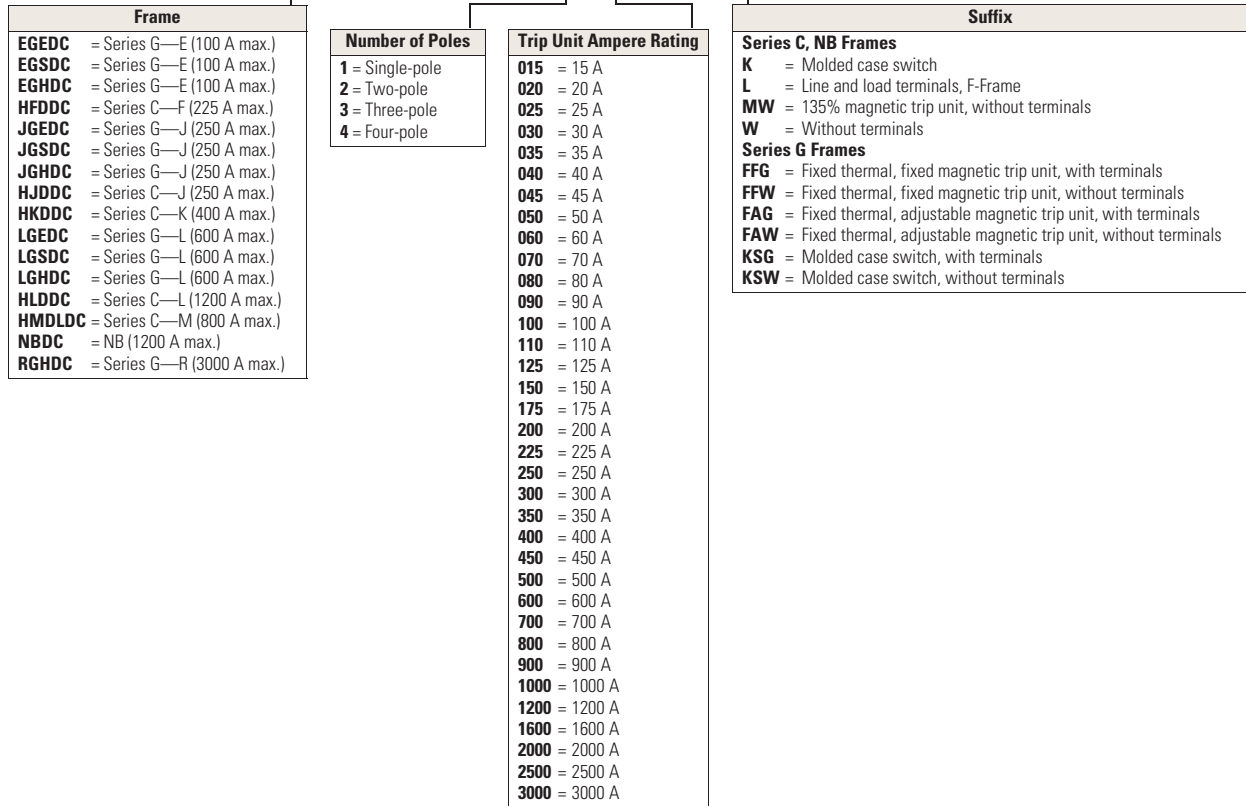 Frame
EGEDC = Series G—E (100 A max.)
EGSDC = Series G—E (100 A max.)
EGHDC = Series G—E (100 A max.)
HFDDC = Series C—F (225 A max.)
JGEDC = Series G—J (250 A max.)
JGSDC = Series G—J (250 A max.)
JGHDC = Series G—J (250 A max.)
HJDDC = Series C—J (250 A max.)
HKDDC = Series C—K (400 A max.)
LGEDC = Series G—L (600 A max.)
LGSDC = Series G—L (600 A max.)
LGHDC = Series G—L (600 A max.)
HLDDC = Series C—L (1200 A max.)
HMDLDC = Series C—M (800 A max.)
NBDC = NB (1200 A max.)
RGHDC = Series G—R (3000 A max.)
Number of Poles
1 = Single-pole
2 = Two-pole
3 = Three-pole
4 = Four-pole
Trip Unit Ampere Rating
015 = 15 A
020 = 20 A
025 = 25 A
030 = 30 A
035 = 35 A
040 = 40 A
045 = 45 A
050 = 50 A
060 = 60 A
070 = 70 A
080 = 80 A
090 = 90 A
100 = 100 A
110 = 110 A
125 = 125 A
150 = 150 A
175 = 175 A
200 = 200 A
225 = 225 A
250 = 250 A
300 = 300 A
350 = 350 A
400 = 400 A
450 = 450 A
500 = 500 A
600 = 600 A
700 = 700 A
800 = 800 A
900 = 900 A
1000 = 1000 A
1200 = 1200 A
1600 = 1600 A
2000 = 2000 A
2500 = 2500 A
3000 = 3000 A
Suffix
Series C, NB Frames
K = Molded case switch
L = Line and load terminals, F-Frame
MW = 135% magnetic trip unit, without terminals
W = Without terminals
Series G Frames
FFG = Fixed thermal, fixed magnetic trip unit, with terminals
FFW = Fixed thermal, fixed magnetic trip unit, without terminals
FAG = Fixed thermal, adjustable magnetic trip unit, with terminals
FAW = Fixed thermal, adjustable magnetic trip unit, without terminals
KSG = Molded case switch, with terminals
KSW = Molded case switch, without terminals